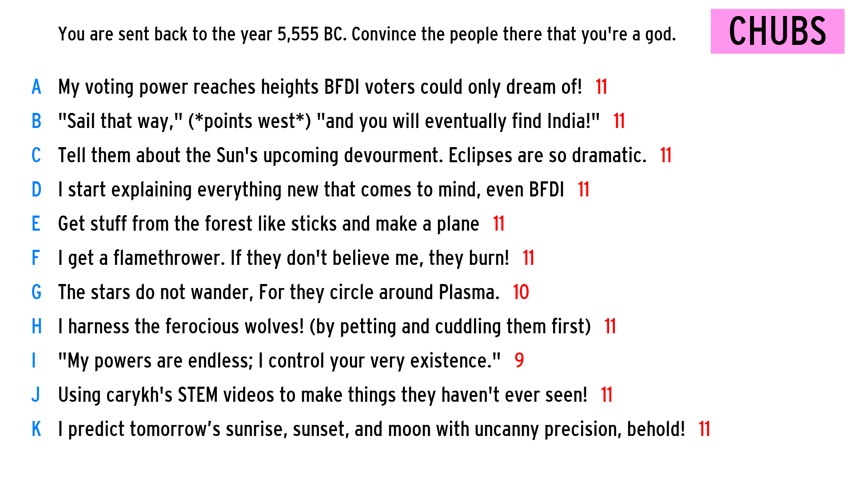 You are sent back to the year 5,555 BC. Convince the people there that you're a god.
CHUBS
A My voting power reaches heights BFDI voters could only dream of! 11
B "Sail that way," (*points west*) "and you will eventually find India!" 11
C Tell them about the Sun's upcoming devourment. Eclipses are so dramatic. 11
D I start explaining everything new that comes to mind, even BFDI 11
E Get stuff from the forest like sticks and make a plane 11
F I get a flamethrower. If they don't believe me, they burn! 11
G The stars do not wander, For they circle around Plasma. 10
H I harness the ferocious wolves! (by petting and cuddling them first) 11
I "My powers are endless; I control your very existence." 9
J Using carykh's STEM videos to make things they haven't ever seen! 11
K I predict tomorrow’s sunrise, sunset, and moon with uncanny precision, behold! 11